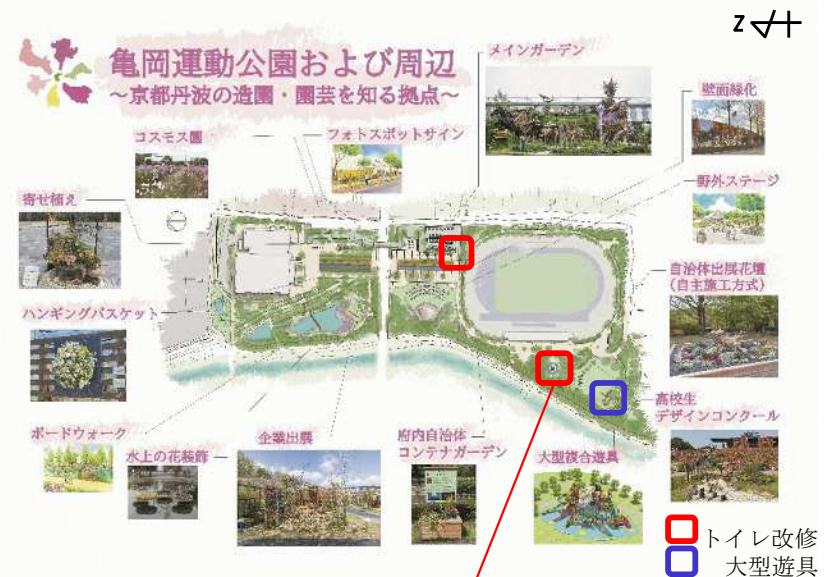 Z
亀岡運動公園および周辺
～京都丹波の造園・園芸を知る拠点～
メインガーデン
壁面緑化
コスモス園
フォトスポットサイン
野外ステージ
寄せ植え
自治体出展花壇
（自主施工方式）
ハンギングバスケット
高校生
デザインコンクール
ボードウォーク
水上の花装飾
企業出展
府内自治体
コンテナガーデン
大型複合遊具
トイレ改修
大型遊具